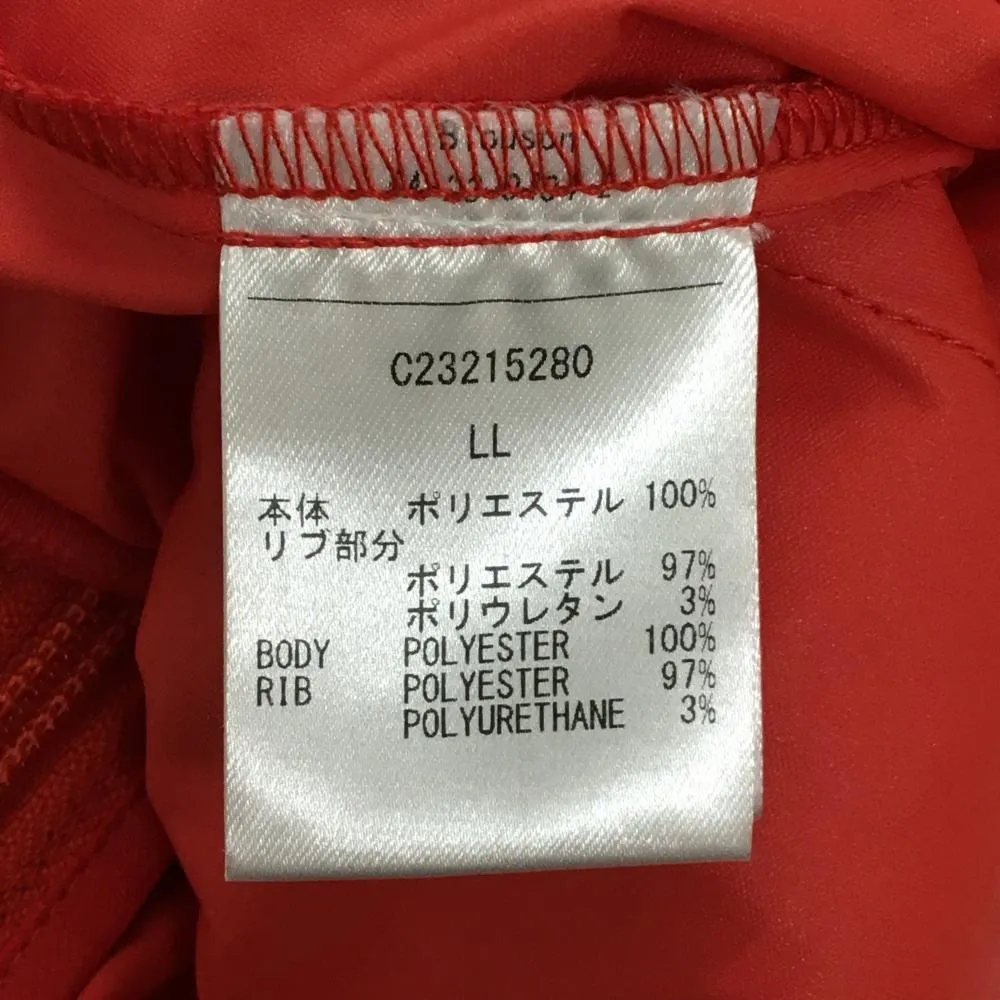 Blouson
C23215280
LL
本体 ポリエステル 100%
リブ部分
ポリエステル 97%
ポリウレタン 3%
BODY POLYESTER 100%
RIB POLYESTER 97%
POLYURETHANE 3%